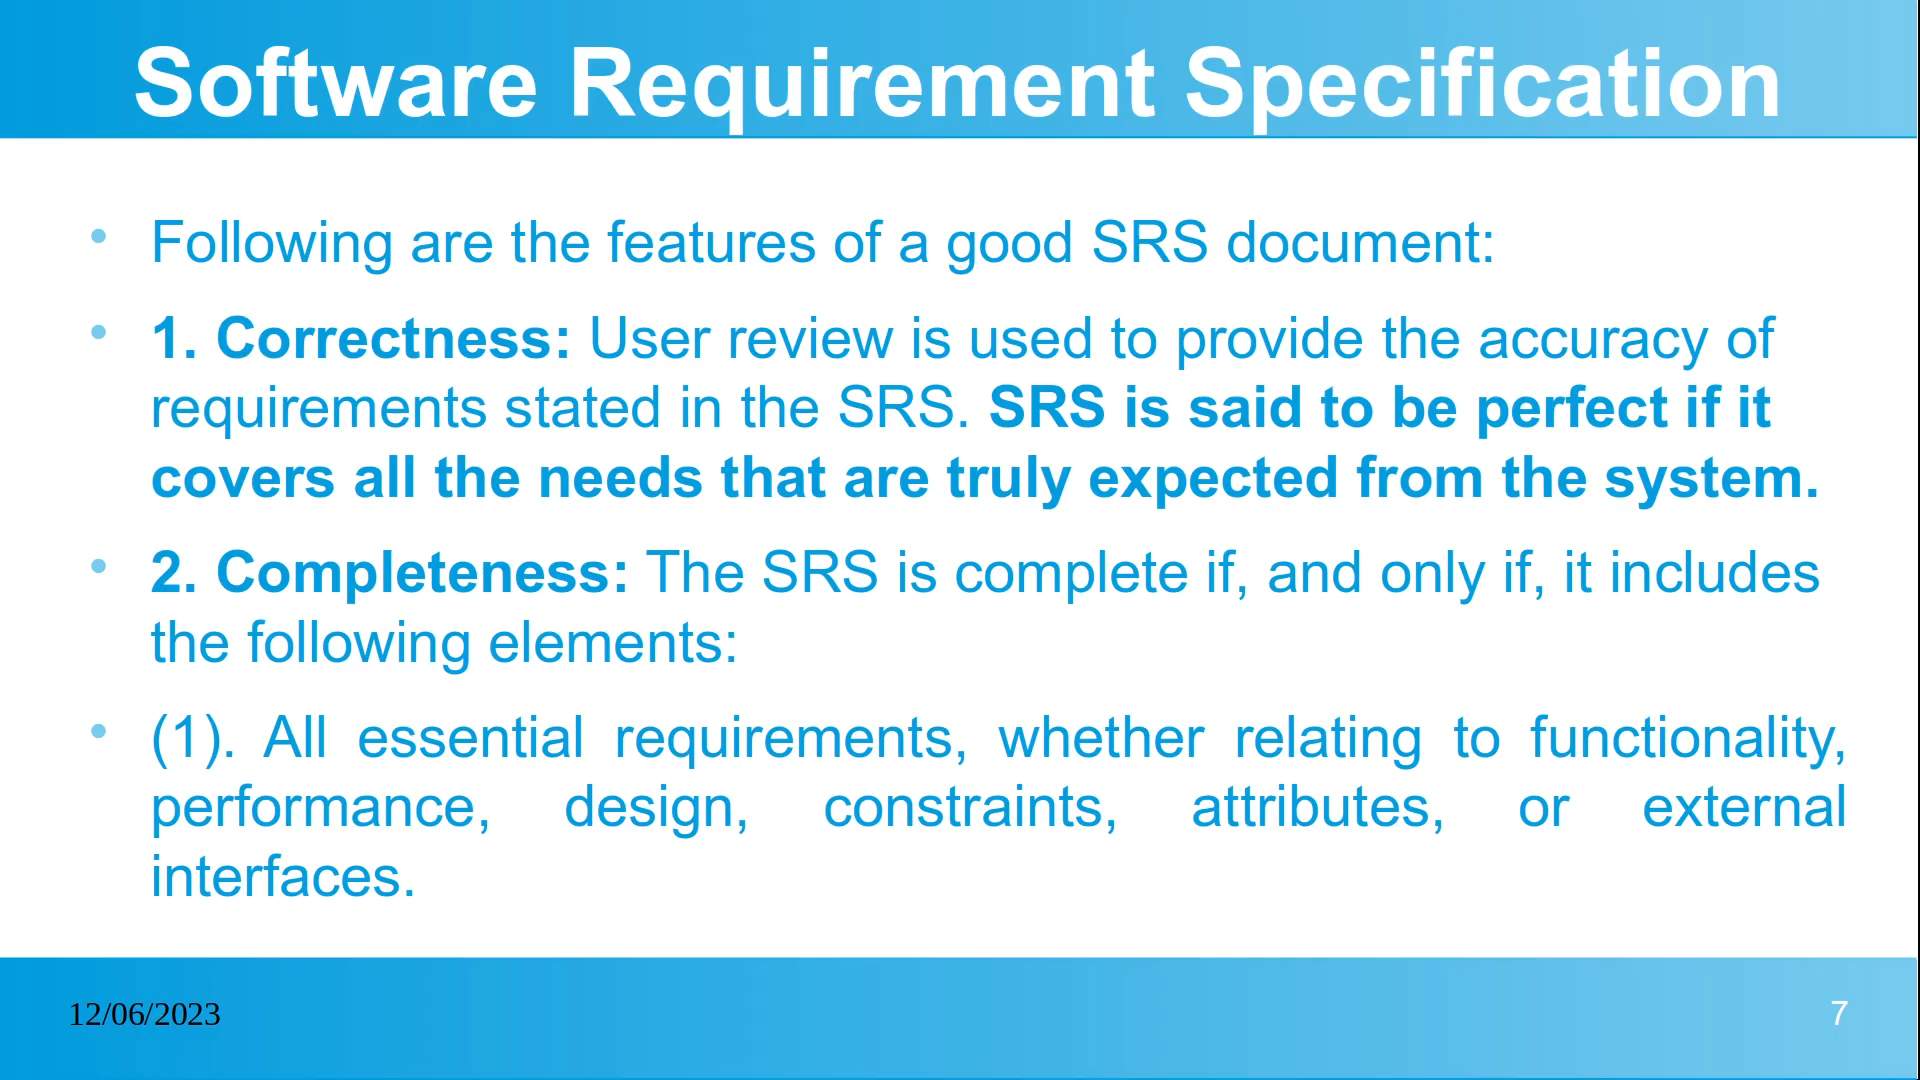 Software Requirement Specification
• Following are the features of a good SRS document:
• 1. Correctness: User review is used to provide the accuracy of
requirements stated in the SRS. SRS is said to be perfect if it
covers all the needs that are truly expected from the system.
• 2. Completeness: The SRS is complete if, and only if, it includes
the following elements:
• (1). All essential requirements, whether relating to functionality,
performance, design, constraints, attributes, or external
interfaces.
12/06/2023
7